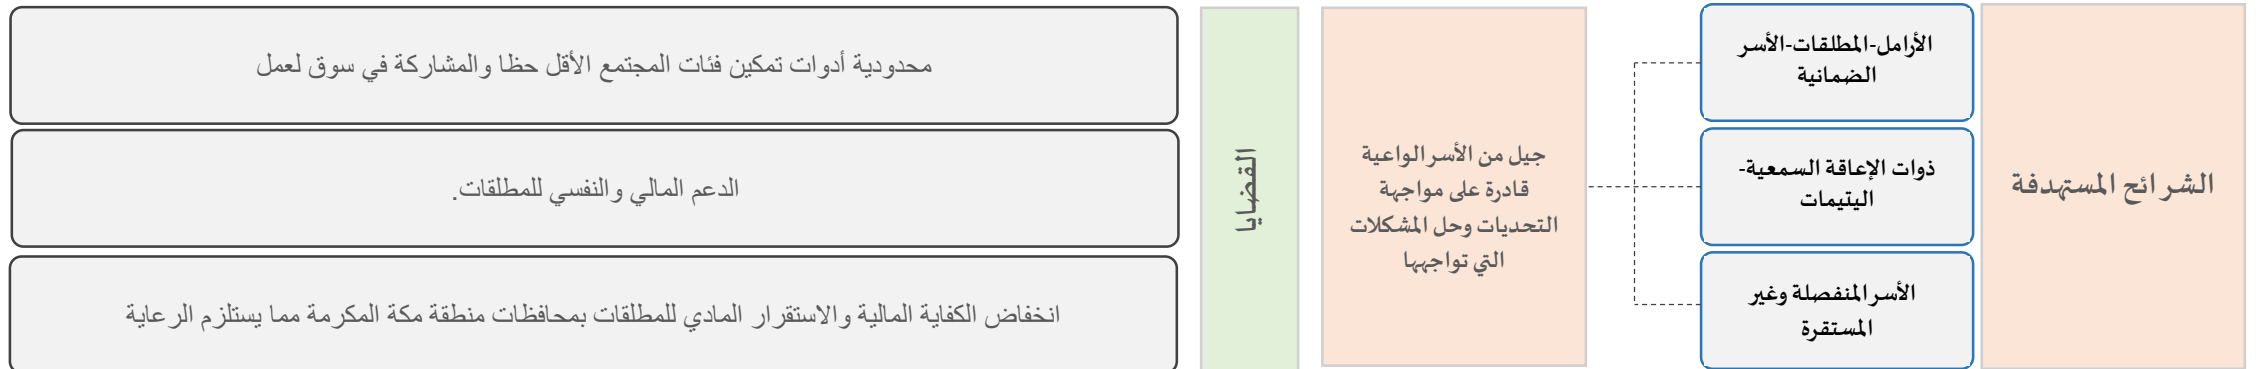 الشرائح المستهدفة
الأرامل-المطلقات-الأسر
الضمانية
ذوات الإعاقة السمعية-
اليتيمات
الأسر المنفصلة وغير
المستقرة
جيل من الأسر الواعية
قادرة على مواجهة
التحديات وحل المشكلات
التي تواجهها
القضايا
محدودية أدوات تمكين فئات المجتمع الأقل حظا والمشاركة في سوق لعمل
الدعم المالي والنفسي للمطلقات.
انخفاض الكفاية المالية والاستقرار المادي للمطلقات بمحافظات منطقة مكة المكرمة مما يستلزم الرعاية